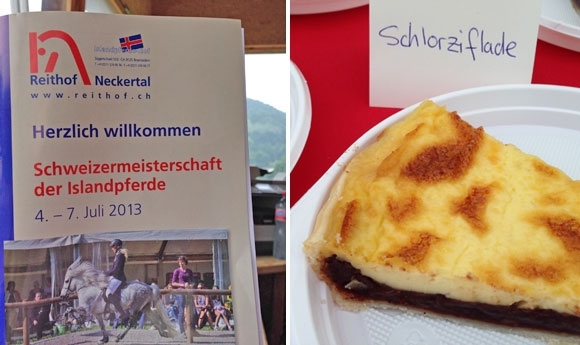 Reithof Neckertal
www.reithof.ch
Herzlich willkommen
Schweizermeisterschaft
der Islandpferde
4. – 7. Juli 2013
Schlorziflade